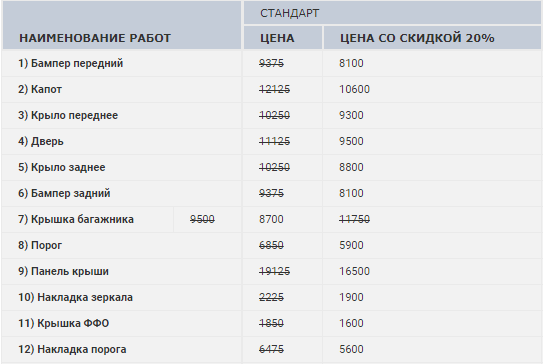 СТАНДАРТ
НАИМЕНОВАНИЕ РАБОТ ЦЕНА ЦЕНА СО СКИДКОЙ 20%
1) Бампер передний 9375 8100
2) Капот 12125 10600
3) Крыло переднее 10250 9300
4) Дверь 11125 9500
5) Крыло заднее 10250 8800
6) Бампер задний 9375 8100
7) Крышка багажника 9500 8700 11750
8) Порог 6850 5900
9) Панель крыши 19125 16500
10) Накладка зеркала 2225 1900
11) Крышка ФФО 1850 1600
12) Накладка порога 6475 5600